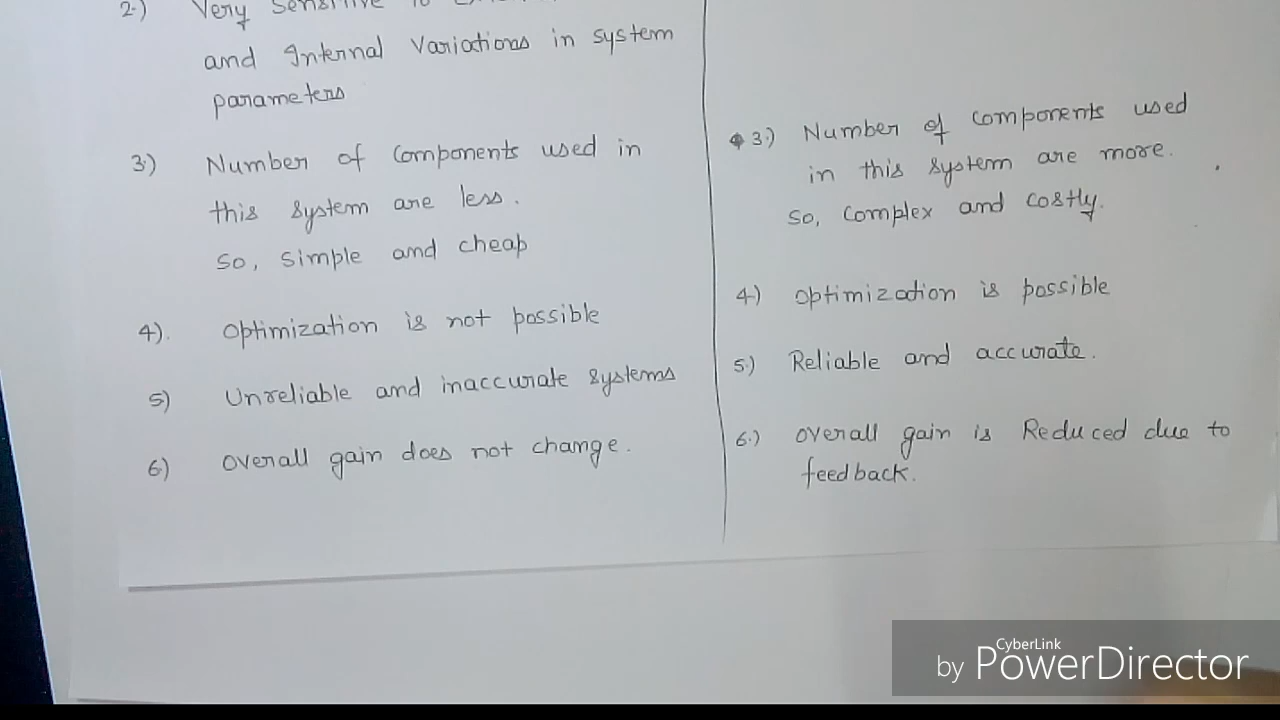 2.) Very sensitive to
and Internal Variations in system
parameters
3) Number of Components used in
this system are less.
So, simple and cheap
4). Optimization is not possible
5) Unreliable and inaccurate systems
6) Overall gain does not change.
3.) Number of components used
in this system are more.
So, Complex and costly.
4) Optimization is possible
5.) Reliable and accurate.
6.) Overall gain is Reduced due to
feedback.
CyberLink
by PowerDirector